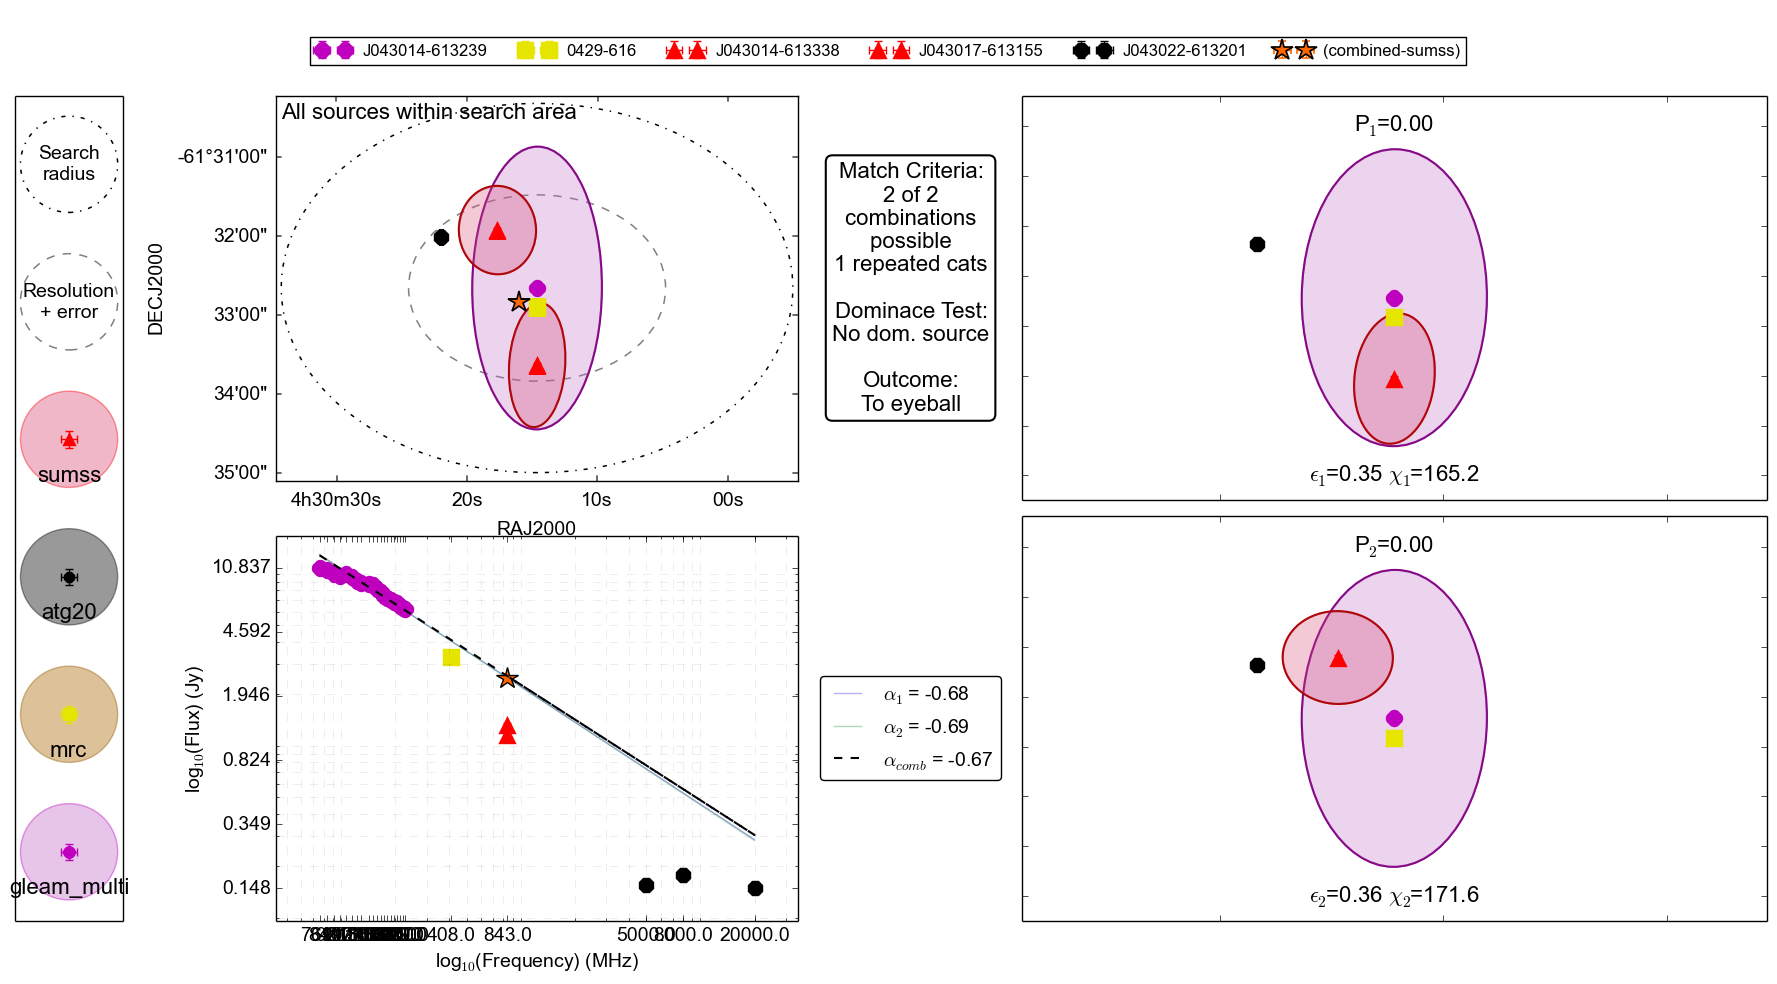 J043014-613239
0429-616
J043014-613338
J043017-613155
J043022-613201
(combined-sumss)
Search
radius
Resolution
+ error
sumss
atg20
mrc
gleam_multi
All sources within search area
-61°31'00"
32'00"
33'00"
34'00"
35'00"
DECJ2000
4h30m30s
20s
10s
00s
RAJ2000
Match Criteria:
2 of 2
combinations
possible
1 repeated cats
Dominace Test:
No dom. source
Outcome:
To eyeball
P1=0.00
ϵ1=0.35 χ1=165.2
10.837
4.592
1.946
0.824
0.349
0.148
log10(Flux) (Jy)
408.0
843.0
5000.0
8000.0
20000.0
log10(Frequency) (MHz)
α1 = -0.68
α2 = -0.69
αcomb = -0.67
P2=0.00
ϵ2=0.36 χ2=171.6